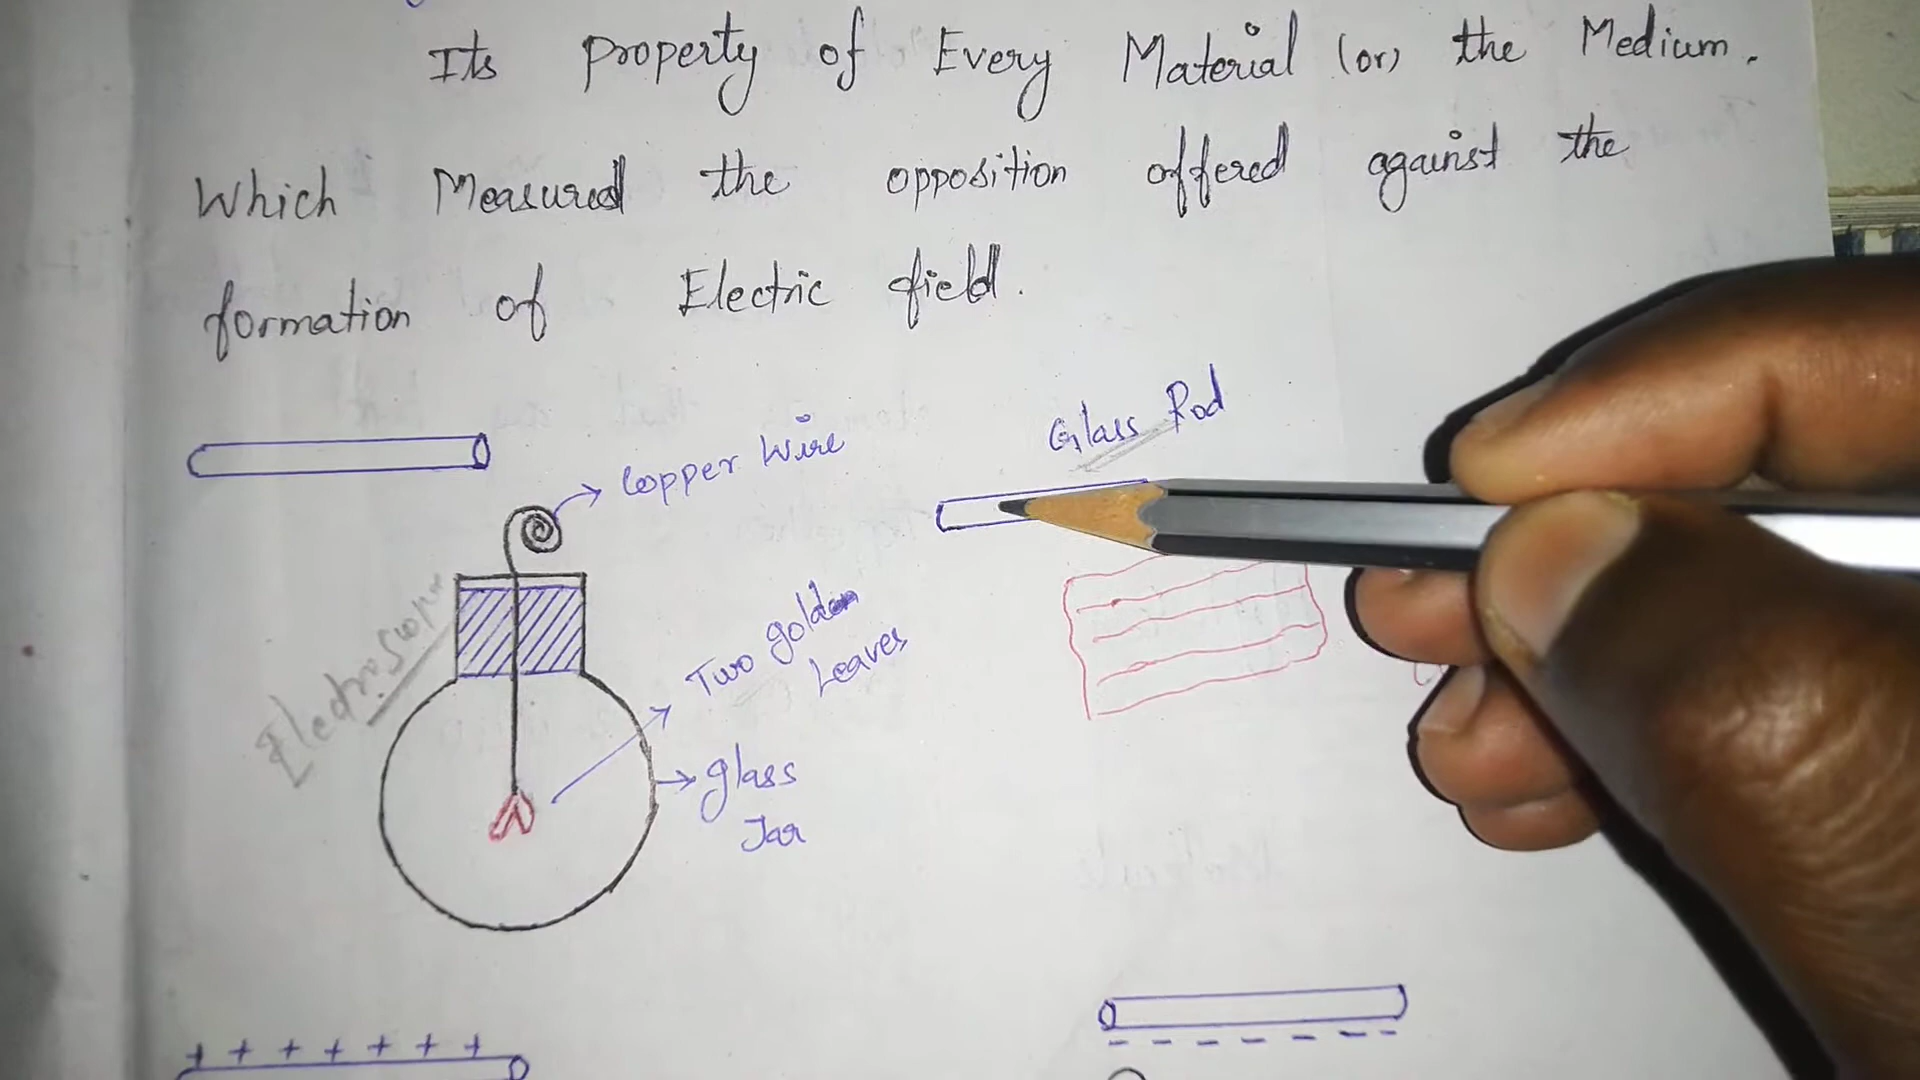 Its property of Every Material (or) the Medium.
Which Measured the opposition offered against the
formation of Electric field.
Glass Rod
Copper Wire
Two golden
Leaves
Electroscope
glass
Jar
+ + + + + + +
- - - - - - -